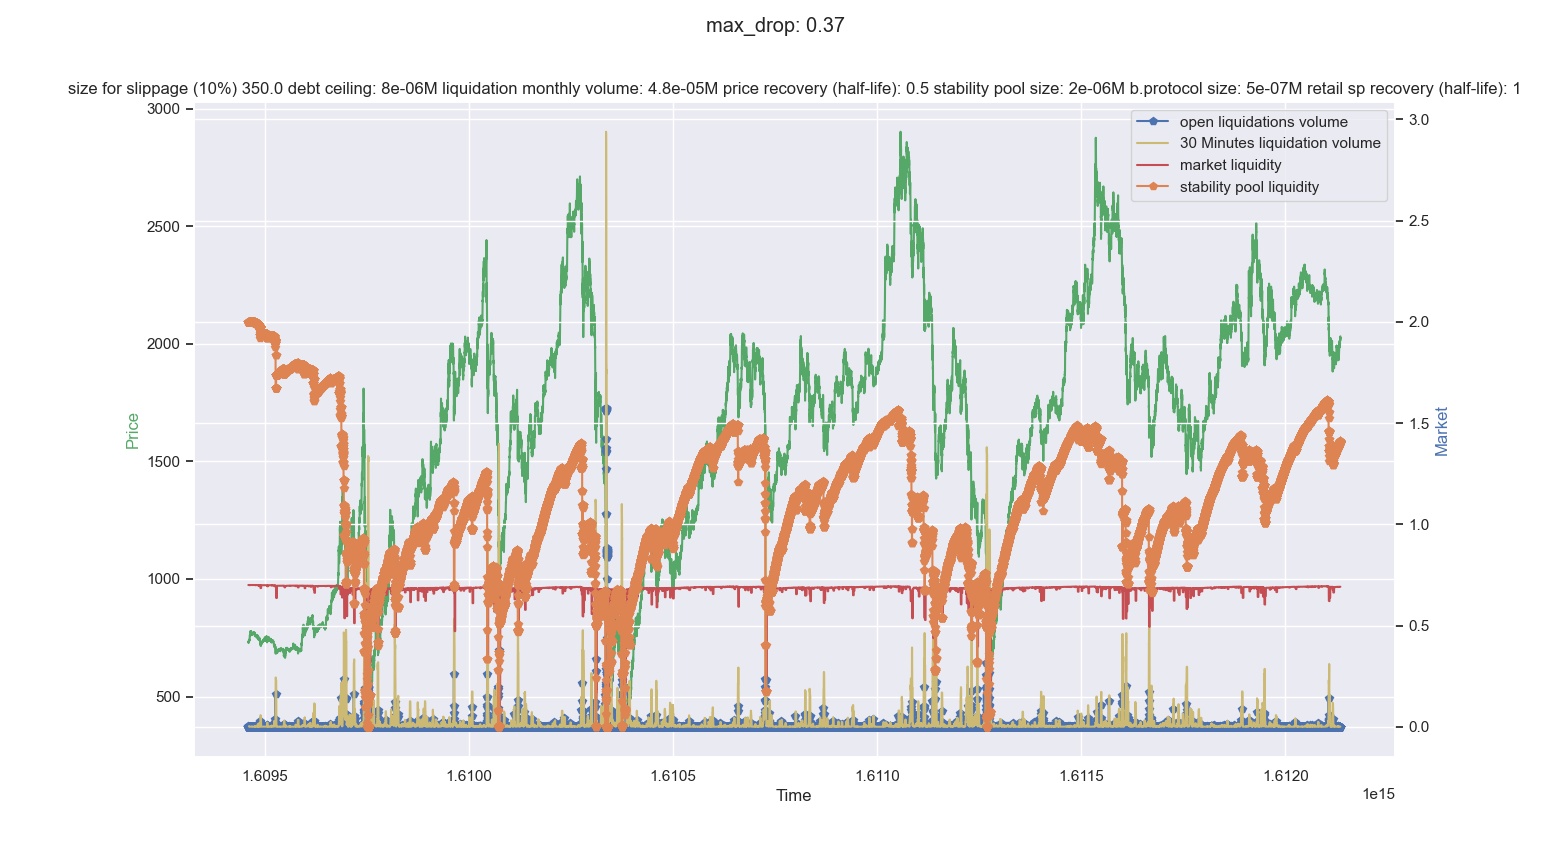 max_drop: 0.37
size for slippage (10%) 350.0 debt ceiling: 8e-06M liquidation monthly volume: 4.8e-05M price recovery (half-life): 0.5 stability pool size: 2e-06M b.protocol size: 5e-07M retail sp recovery (half-life): 1
open liquidations volume
30 Minutes liquidation volume
market liquidity
stability pool liquidity
3000
2500
2000
1500
1000
500
Price
3.0
2.5
2.0
1.5
1.0
0.5
0.0
Market
1.6095
1.6100
1.6105
1.6110
1.6115
1.6120
1e15
Time